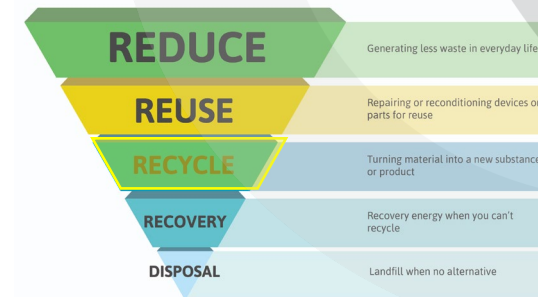 REDUCE
Generating less waste in everyday life
REUSE
Repairing or reconditioning devices or
parts for reuse
RECYCLE
Turning material into a new substance
or product
RECOVERY
Recovery energy when you can't
recycle
DISPOSAL
Landfill when no alternative